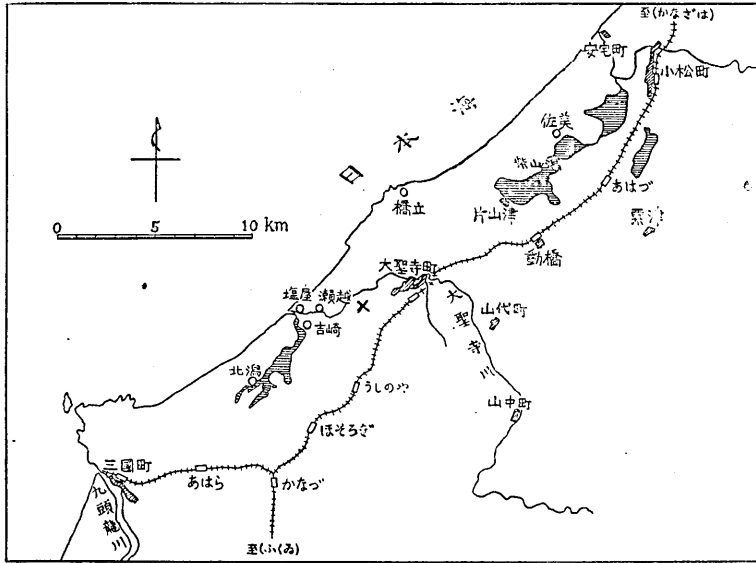 至(かなざは)
安宅町
小松町
佐美
日本海
柴山潟
あはづ
粟津
片山津
橋立
動橋
大聖寺町
塩屋 瀬越
吉崎
山代町
大聖寺川
北潟
うしのや
山中町
ほそろぎ
三國町
あはら
かなづ
九頭龍川
至(ふくゐ)
0 5 10 km